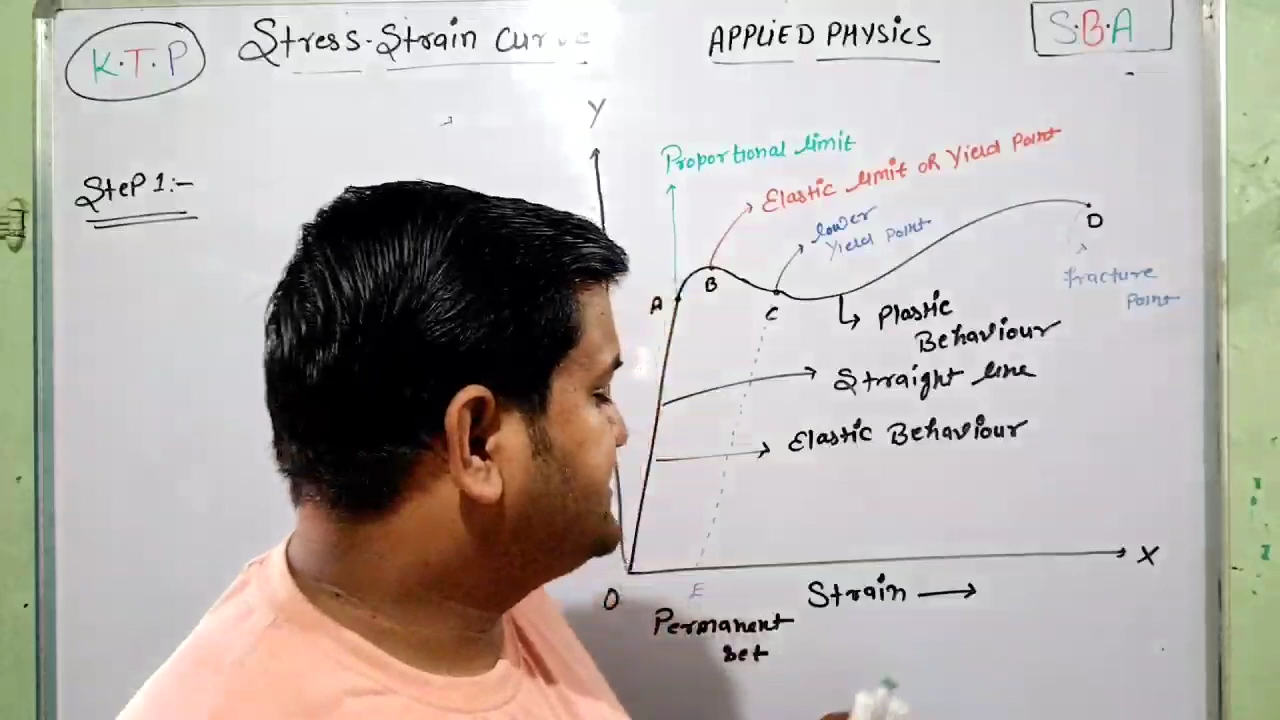 K.T.P
Stress-Strain Curve
APPLIED PHYSICS
S.B.A
Step 1:-
Y
Proportional limit
Elastic limit or Yield Point
lower
Yield Point
D
fracture
Point
A
B
C
Plastic
Behaviour
Straight line
Elastic Behaviour
X
O
E
Strain
Permanent
set